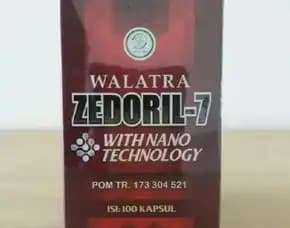 WALATRA
ZEDORIL-7
WITH NANO
TECHNOLOGY
POM TR. 173 304 521
ISI: 100 KAPSUL